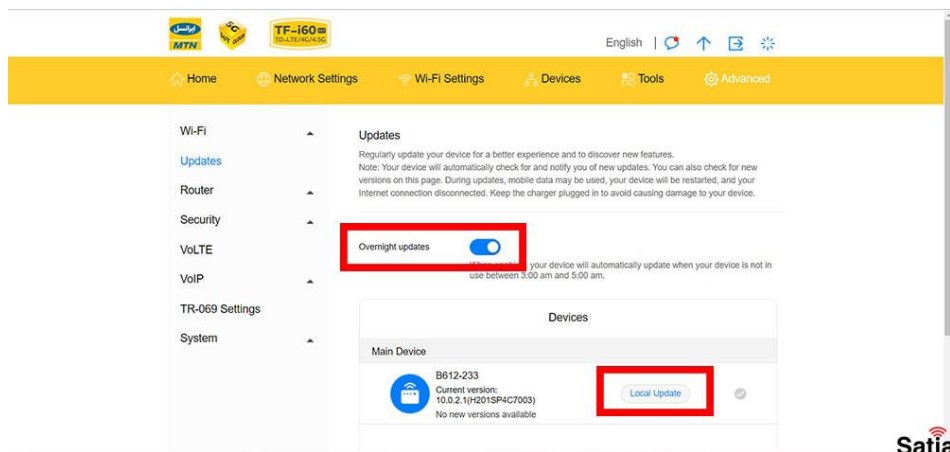 ایرانسل
MTN
5G
TF-i60
TD-LTE/4G/4.5G
English
Home
Network Settings
Wi-Fi Settings
Devices
Tools
Advanced
Wi-Fi
Updates
Router
Security
VoLTE
VoIP
TR-069 Settings
System
Updates
Regularly update your device for a better experience and to discover new features.
Note: Your device will automatically check for and notify you of new updates. You can also check for new
versions on this page. During updates, mobile data may be used, your device will be restarted, and your
Internet connection disconnected. Keep the charger plugged in to avoid causing damage to your device.
Overnight updates
your device will automatically update when your device is not in
use between 3:00 am and 5:00 am.
Devices
Main Device
B612-233
Current version:
10.0.2.1(H201SP4C7003)
No new versions available
Local Update
Satia